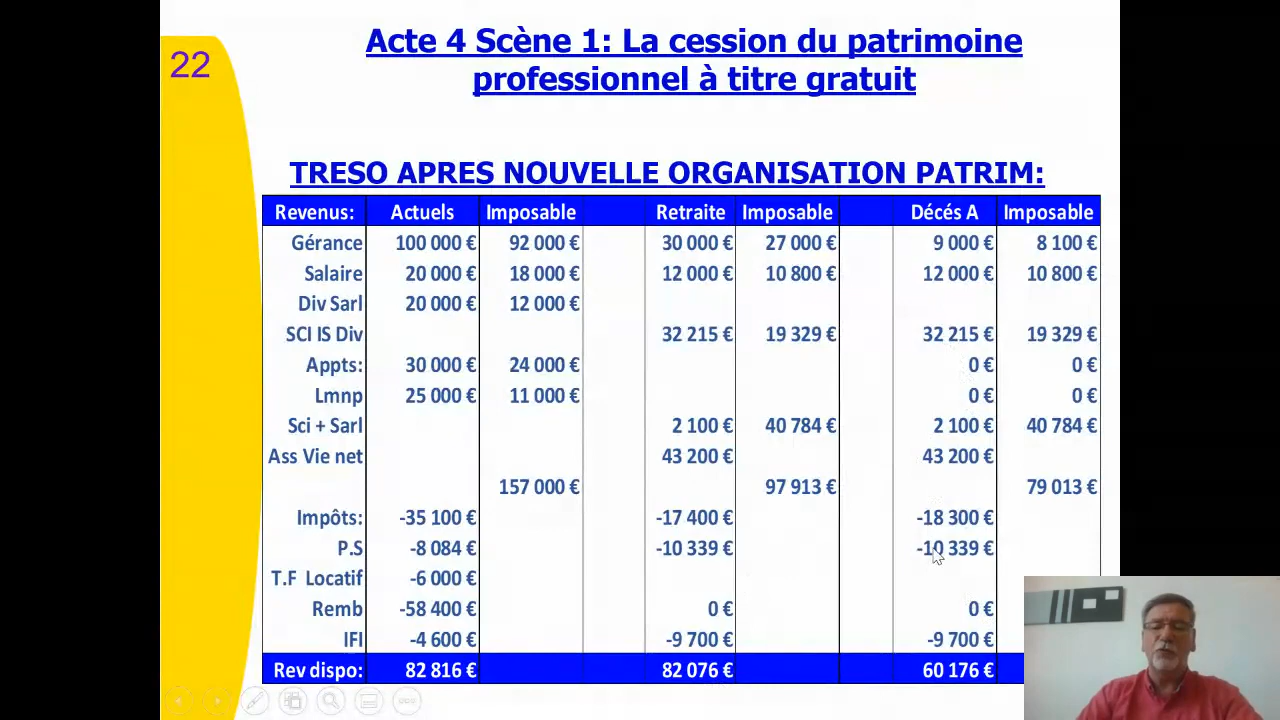 22
Acte 4 Scène 1: La cession du patrimoine
professionnel à titre gratuit
TRESO APRES NOUVELLE ORGANISATION PATRIM:
Revenus: Actuels Imposable Retraite Imposable Décés A Imposable
Gérance 100 000 € 92 000 € 30 000 € 27 000 € 9 000 € 8 100 €
Salaire 20 000 € 18 000 € 12 000 € 10 800 € 12 000 € 10 800 €
Div Sarl 20 000 € 12 000 €
SCI IS Div 32 215 € 19 329 € 32 215 € 19 329 €
Appts: 30 000 € 24 000 € 0 € 0 €
Lmnp 25 000 € 11 000 € 0 € 0 €
Sci + Sarl 2 100 € 40 784 € 2 100 € 40 784 €
Ass Vie net 43 200 € 43 200 €
157 000 € 97 913 € 79 013 €
Impôts: -35 100 € -17 400 € -18 300 €
P.S -8 084 € -10 339 € -10 339 €
T.F Locatif -6 000 €
Remb -58 400 € 0 € 0 €
IFI -4 600 € -9 700 € -9 700 €
Rev dispo: 82 816 € 82 076 € 60 176 €